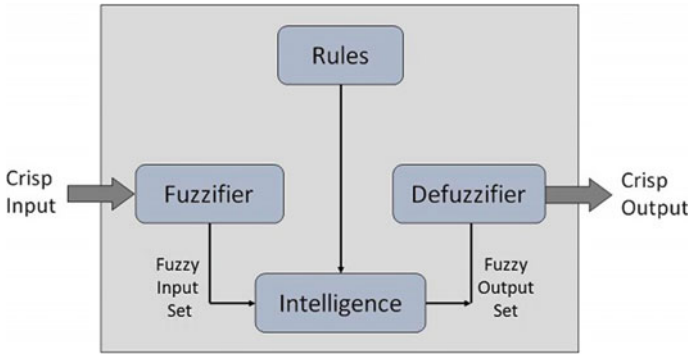 Rules
Crisp
Input
Fuzzifier
Defuzzifier
Crisp
Output
Fuzzy
Input
Set
Intelligence
Fuzzy
Output
Set